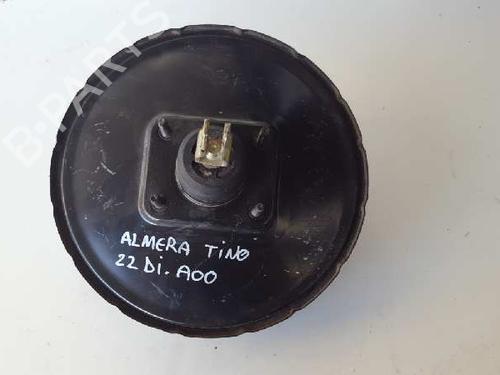 B-PARTS
ALMERA TINO
22 Di. A00